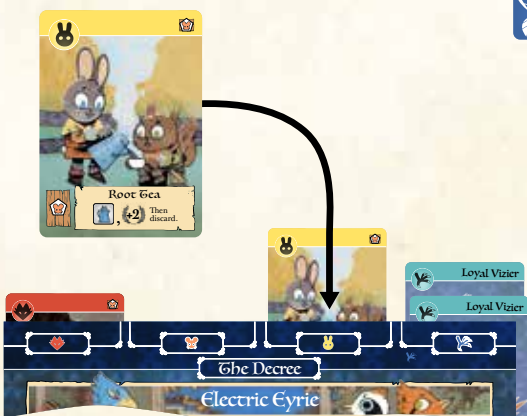 Root Tea
+2 Then
discard.
Loyal Vizier
Loyal Vizier
The Decree
Electric Eyrie